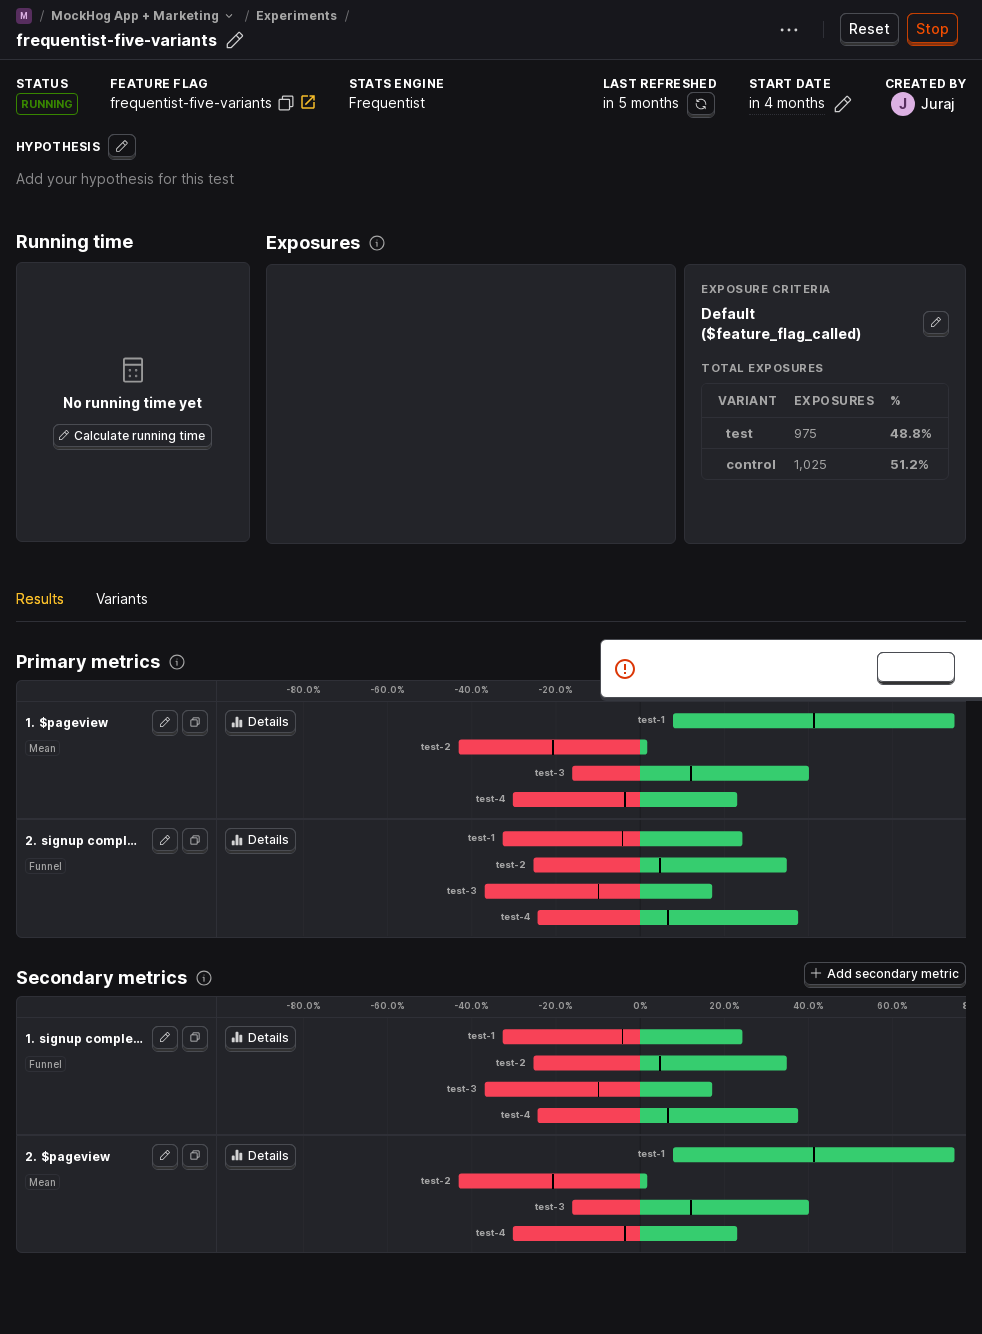 M / MockHog App + Marketing / Experiments /
frequentist-five-variants
Reset
Stop
STATUS
RUNNING
FEATURE FLAG
frequentist-five-variants
STATS ENGINE
Frequentist
LAST REFRESHED
in 5 months
START DATE
in 4 months
CREATED BY
J Juraj
HYPOTHESIS
Add your hypothesis for this test
Running time
No running time yet
Calculate running time
Exposures
EXPOSURE CRITERIA
Default
($feature_flag_called)
TOTAL EXPOSURES
VARIANT EXPOSURES %
test 975 48.8%
control 1,025 51.2%
Results
Variants
Primary metrics
-80.0% -60.0% -40.0% -20.0%
1. $pageview
Mean
Details
test-1
test-2
test-3
test-4
2. signup compl...
Funnel
Details
test-1
test-2
test-3
test-4
Secondary metrics
Add secondary metric
-80.0% -60.0% -40.0% -20.0% 0% 20.0% 40.0% 60.0%
1. signup comple...
Funnel
Details
test-1
test-2
test-3
test-4
2. $pageview
Mean
Details
test-1
test-2
test-3
test-4